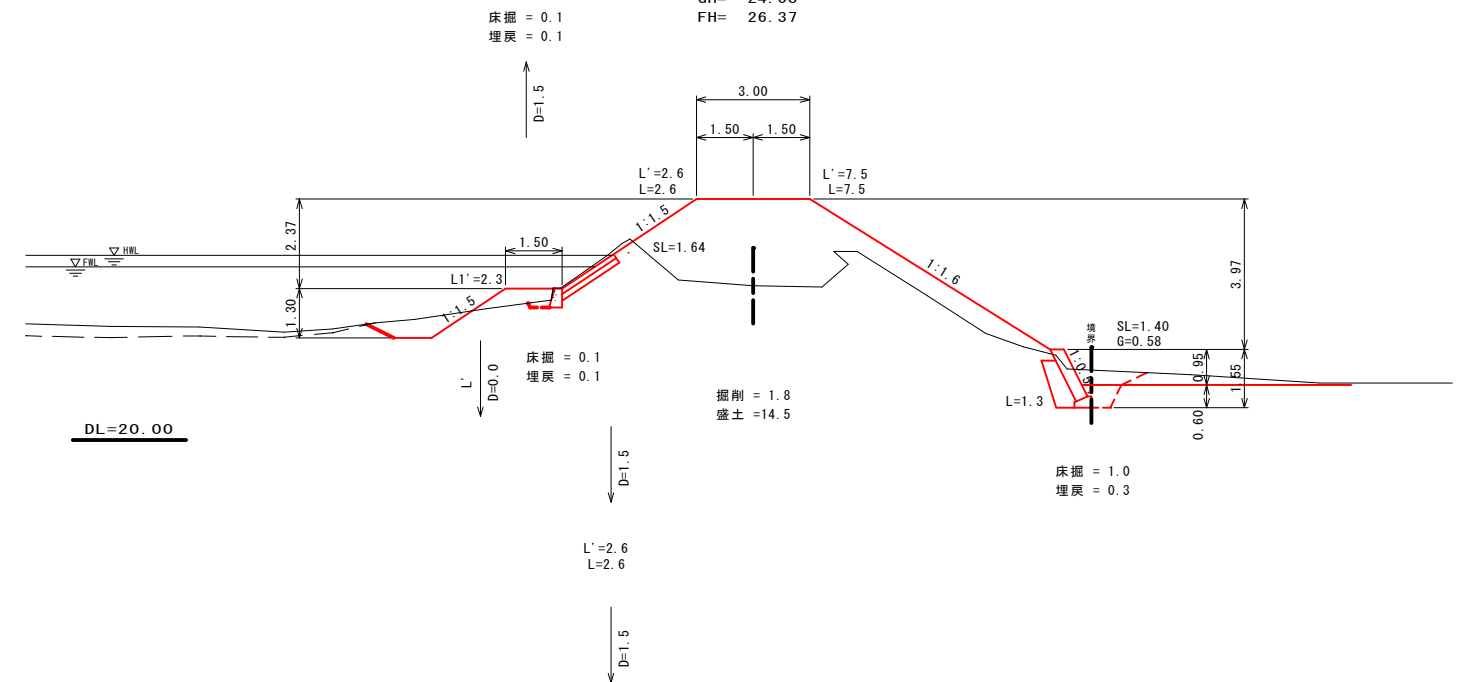 床掘 = 0.1
埋戻 = 0.1
FH= 26.37
D=1.5
3.00
1.50
1.50
L'=2.6
L=2.6
L'=7.5
L=7.5
2.37
HWL
FWL
1.50
1:1.5
SL=1.64
L1'=2.3
1:1.5
1.30
1:1.6
3.97
境界
SL=1.40
G=0.58
0.95
1.55
0.60
L=1.3
床掘 = 0.1
埋戻 = 0.1
L'
D=0.0
掘削 = 1.8
盛土 =14.5
DL=20.00
D=1.5
床掘 = 1.0
埋戻 = 0.3
L'=2.6
L=2.6
D=1.5